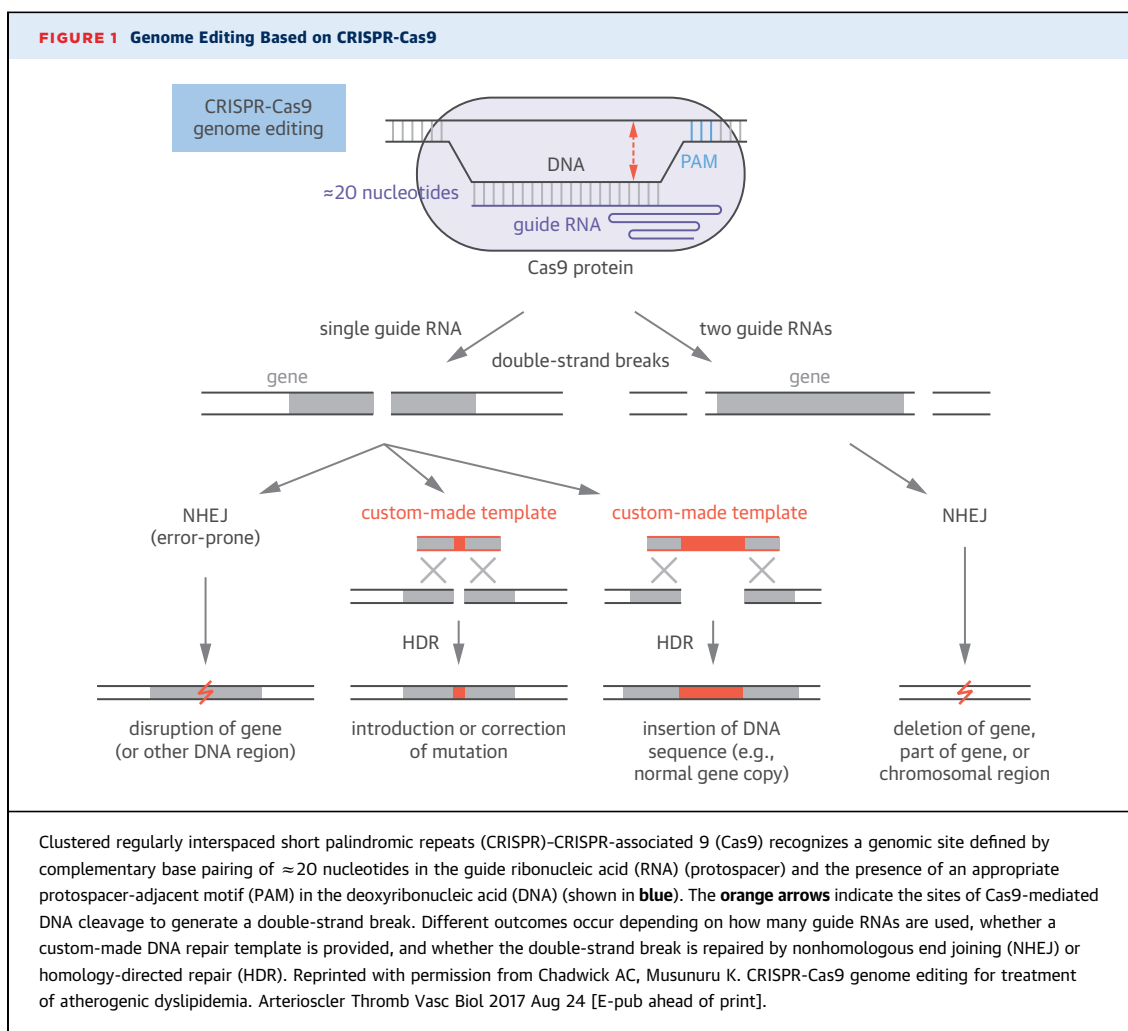 FIGURE 1 Genome Editing Based on CRISPR-Cas9
CRISPR-Cas9
genome editing
DNA
PAM
≈20 nucleotides
guide RNA
Cas9 protein
single guide RNA
two guide RNAs
double-strand breaks
gene
gene
NHEJ
(error-prone)
custom-made template
custom-made template
NHEJ
HDR
HDR
disruption of gene
(or other DNA region)
introduction or correction
of mutation
insertion of DNA
sequence (e.g.,
normal gene copy)
deletion of gene,
part of gene, or
chromosomal region
Clustered regularly interspaced short palindromic repeats (CRISPR)–CRISPR-associated 9 (Cas9) recognizes a genomic site defined by
complementary base pairing of ≈20 nucleotides in the guide ribonucleic acid (RNA) (protospacer) and the presence of an appropriate
protospacer-adjacent motif (PAM) in the deoxyribonucleic acid (DNA) (shown in blue). The orange arrows indicate the sites of Cas9-mediated
DNA cleavage to generate a double-strand break. Different outcomes occur depending on how many guide RNAs are used, whether a
custom-made DNA repair template is provided, and whether the double-strand break is repaired by nonhomologous end joining (NHEJ) or
homology-directed repair (HDR). Reprinted with permission from Chadwick AC, Musunuru K. CRISPR-Cas9 genome editing for treatment
of atherogenic dyslipidemia. Arterioscler Thromb Vasc Biol 2017 Aug 24 [E-pub ahead of print].